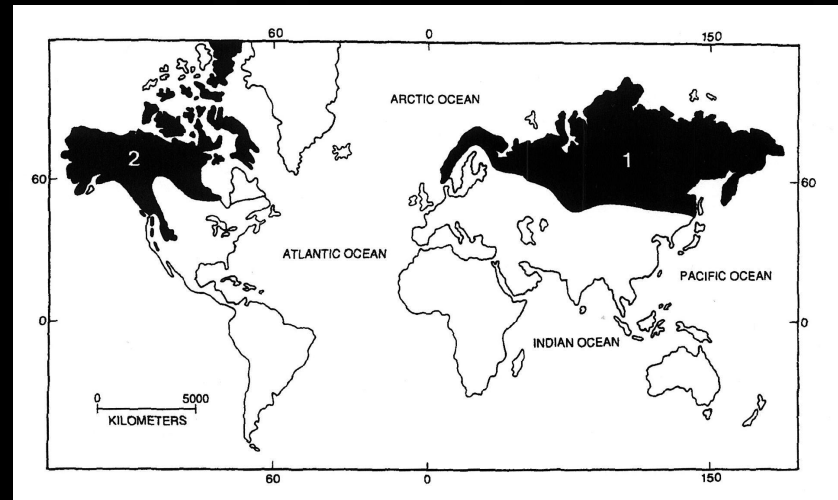 60 0 150
ARCTIC OCEAN
2 1
60 60
ATLANTIC OCEAN
PACIFIC OCEAN
0 0
INDIAN OCEAN
0 5000
KILOMETERS
60 0 150